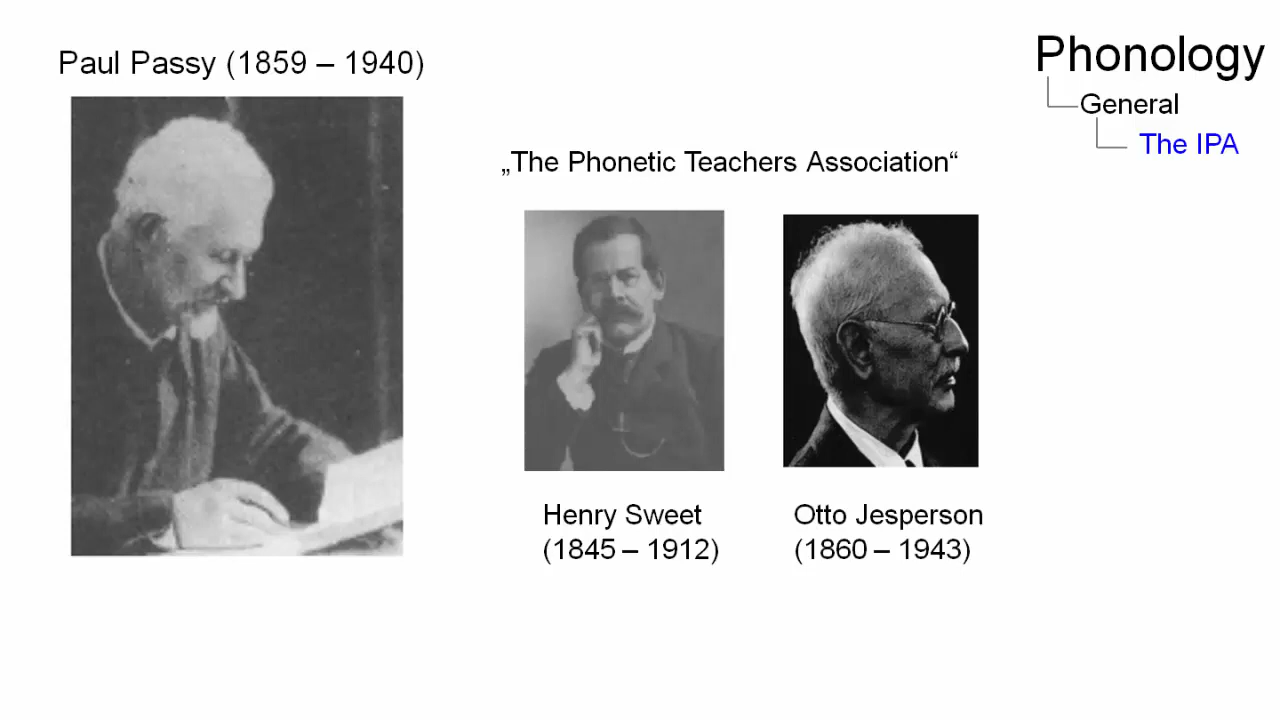 Paul Passy (1859 – 1940)
Phonology
General
The IPA
„The Phonetic Teachers Association“
Henry Sweet
(1845 – 1912)
Otto Jesperson
(1860 – 1943)